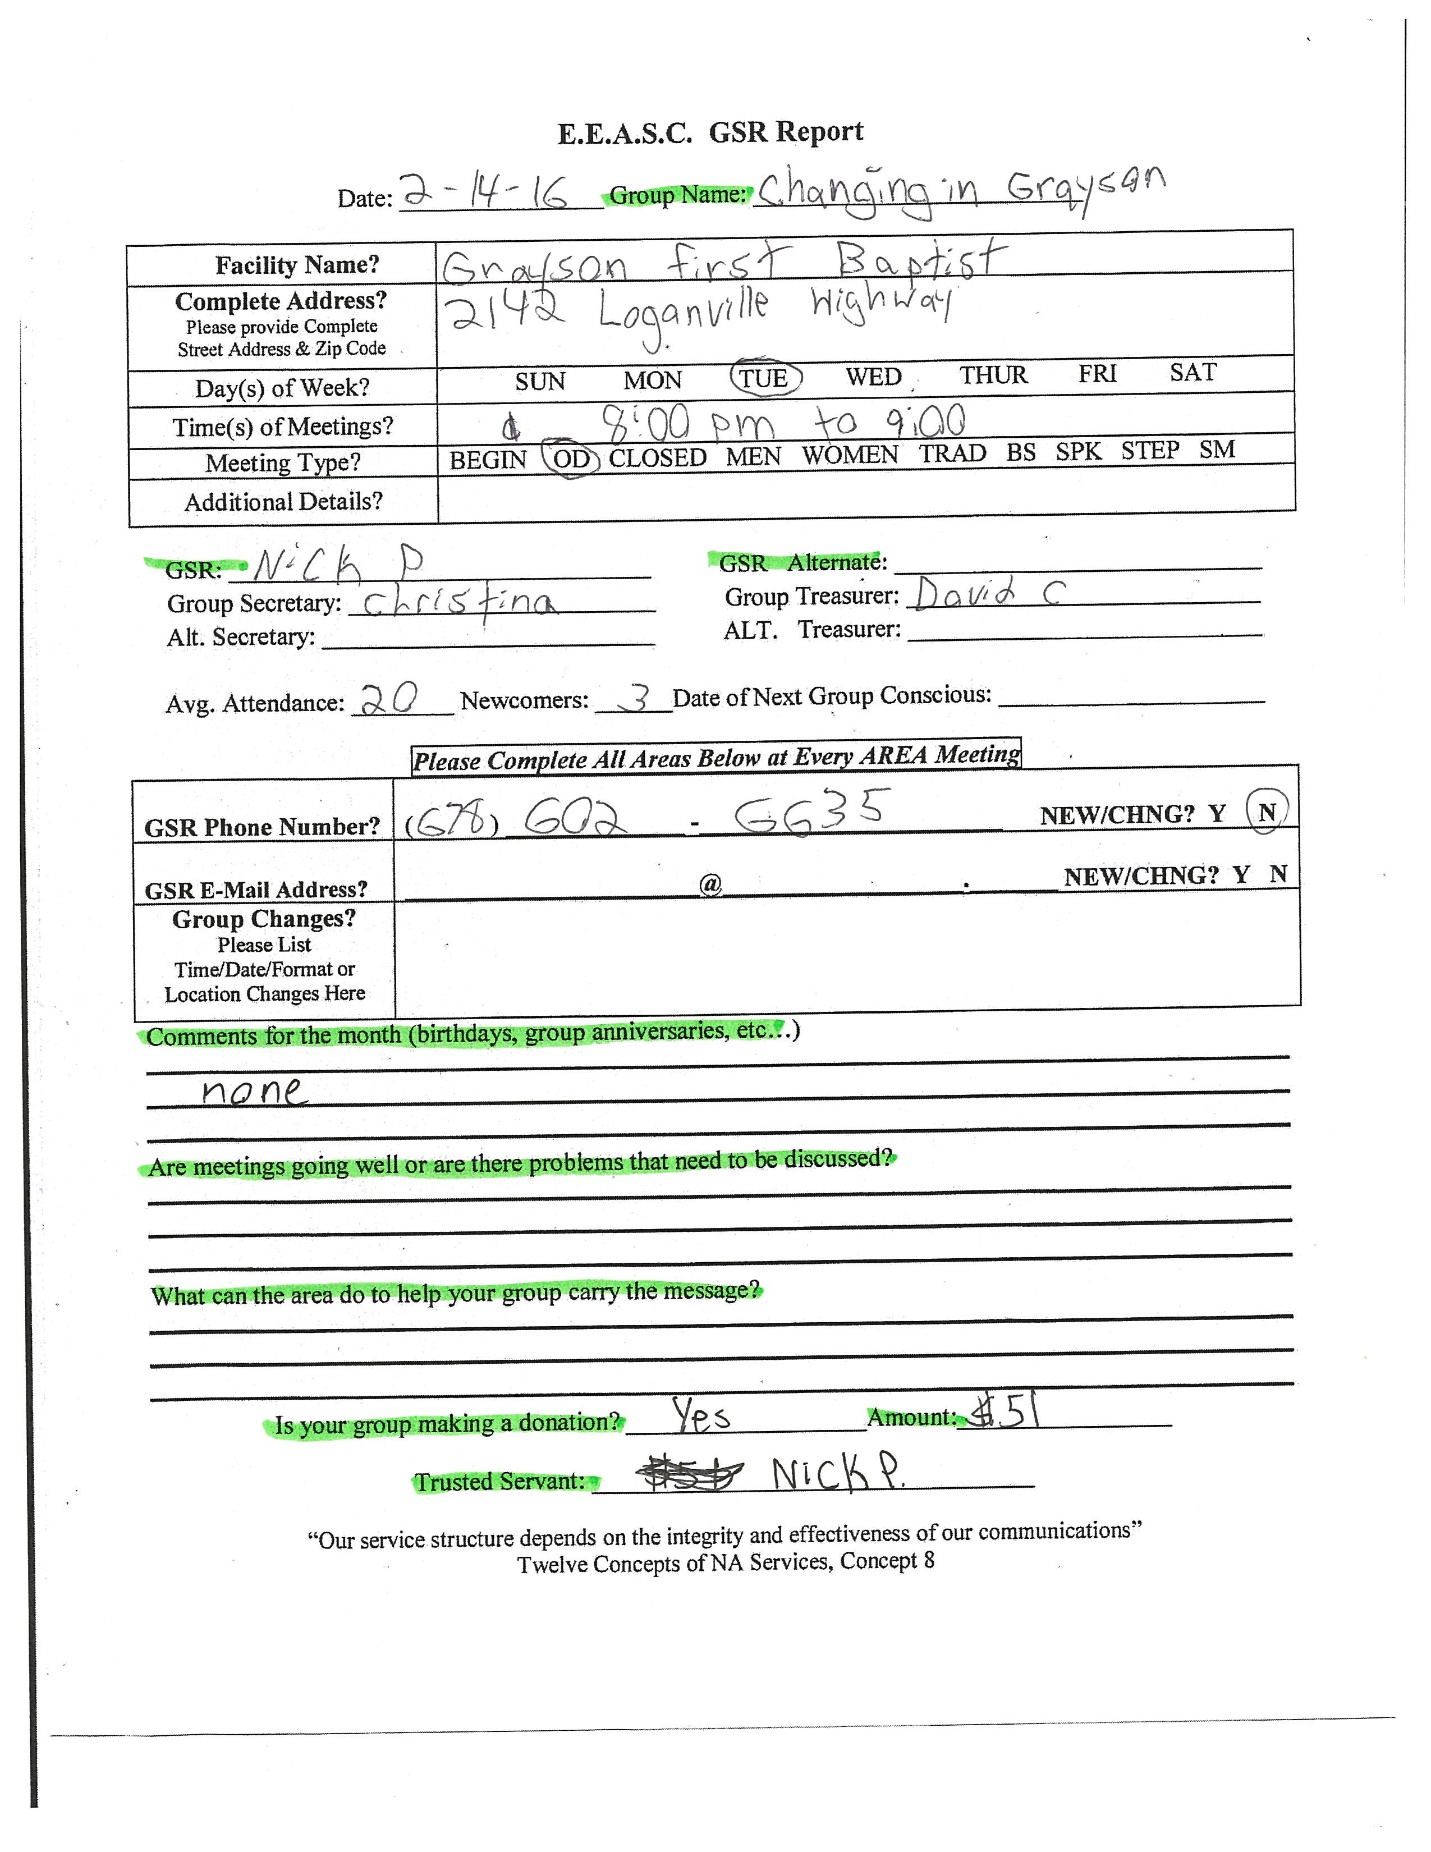 E.E.A.S.C. GSR Report
Date: 2-14-16 Group Name: Changing in Grayson
Facility Name? Grayson First Baptist
Complete Address? 2142 Loganville Highway
Please provide Complete
Street Address & Zip Code
Day(s) of Week? SUN MON TUE WED THUR FRI SAT
Time(s) of Meetings? 8:00 pm to 9:00
Meeting Type? BEGIN OD CLOSED MEN WOMEN TRAD BS SPK STEP SM
Additional Details?
GSR: Nick P GSR Alternate:
Group Secretary: Christina Group Treasurer: David C
Alt. Secretary: ALT. Treasurer:
Avg. Attendance: 20 Newcomers: 3 Date of Next Group Conscious:
Please Complete All Areas Below at Every AREA Meeting
GSR Phone Number? (678) 602 - 6635 NEW/CHNG? Y N
GSR E-Mail Address? @ . NEW/CHNG? Y N
Group Changes?
Please List
Time/Date/Format or
Location Changes Here
Comments for the month (birthdays, group anniversaries, etc...)
none
Are meetings going well or are there problems that need to be discussed?
What can the area do to help your group carry the message?
Is your group making a donation? Yes Amount: $51
Trusted Servant: Nick P.
“Our service structure depends on the integrity and effectiveness of our communications”
Twelve Concepts of NA Services, Concept 8